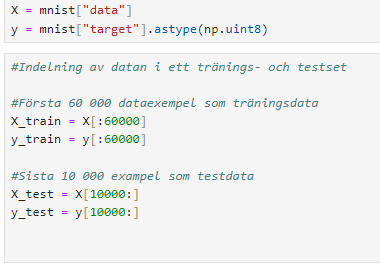 X = mnist["data"]
y = mnist["target"].astype(np.uint8)
#Indelning av datan i ett tränings- och testset
#Första 60 000 dataexempel som träningsdata
X_train = X[:60000]
y_train = y[:60000]
#Sista 10 000 exampel som testdata
X_test = X[10000:]
y_test = y[10000:]